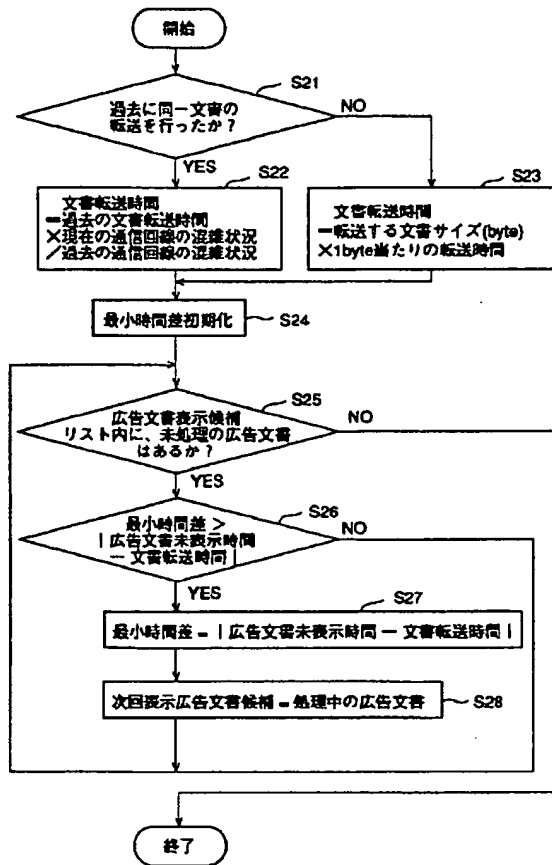 開始
S21
過去に同一文書の
転送を行ったか?
NO
YES
S22
文書転送時間
=過去の文書転送時間
×現在の通信回線の混雑状況
/過去の通信回線の混雑状況
S23
文書転送時間
=転送する文書サイズ(byte)
×1byte当たりの転送時間
最小時間差初期化
S24
S25
広告文書表示候補
リスト内に、未処理の広告文書
はあるか?
NO
YES
S26
最小時間差 >
|広告文書未表示時間
ー 文書転送時間|
NO
YES
S27
最小時間差 = |広告文書未表示時間 ー 文書転送時間|
次回表示広告文書候補 = 処理中の広告文書
S28
終了